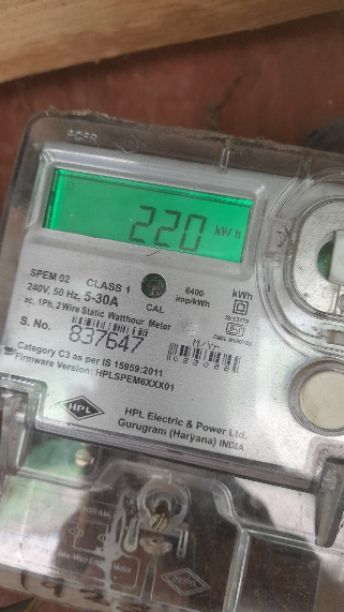 220 kWh
SPEM 02 CLASS 1 6400 kWh
240V, 50 Hz, 5-30A CAL imp/kWh
ac, 1Ph, 2 Wire Static Watthour Meter
S. No. 837647 M/YR
Category C3 as per IS 15959:2011
Firmware Version: HPLSPEM6XXX01
HPL HPL Electric & Power Ltd.
Gurugram (Haryana) INDIA